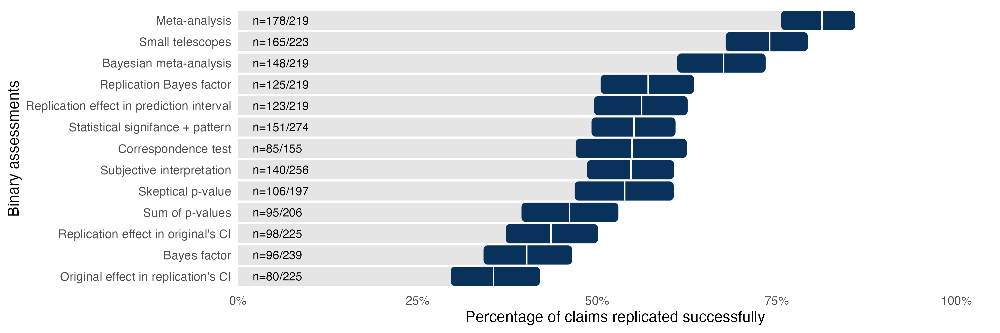 Binary assessments
Meta-analysis n=178/219
Small telescopes n=165/223
Bayesian meta-analysis n=148/219
Replication Bayes factor n=125/219
Replication effect in prediction interval n=123/219
Statistical signifance + pattern n=151/274
Correspondence test n=85/155
Subjective interpretation n=140/256
Skeptical p-value n=106/197
Sum of p-values n=95/206
Replication effect in original's CI n=98/225
Bayes factor n=96/239
Original effect in replication's CI n=80/225
0% 25% 50% 75% 100%
Percentage of claims replicated successfully